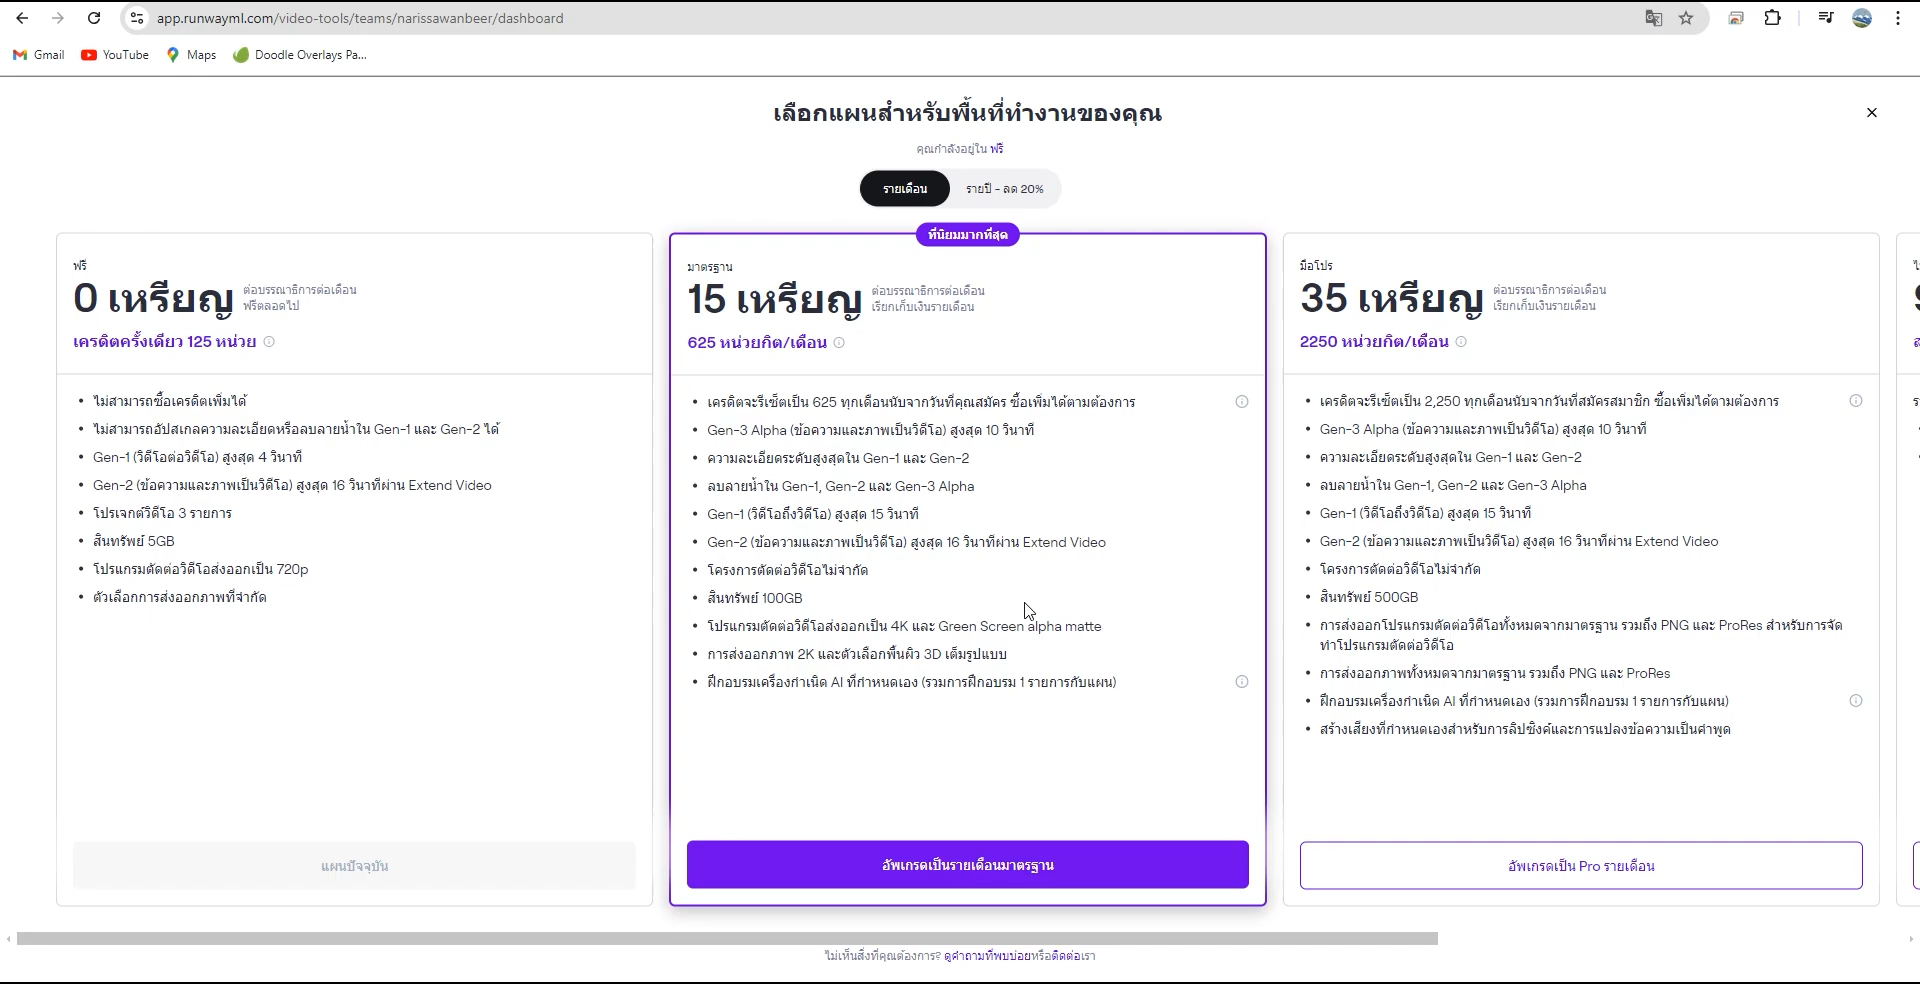 app.runwayml.com/video-tools/teams/narissawanbeer/dashboard
Gmail YouTube Maps Doodle Overlays Pa...
เลือกแผนสำหรับพื้นที่ทำงานของคุณ
คุณกำลังอยู่ใน ฟรี
รายเดือน รายปี - ลด 20%
ฟรี
0 เหรียญ
ต่อบรรณาธิการต่อเดือน
ฟรีตลอดไป
เครดิตครั้งเดียว 125 หน่วย
• ไม่สามารถซื้อเครดิตเพิ่มได้
• ไม่สามารถอัปสเกลความละเอียดหรือลบลายน้ำใน Gen-1 และ Gen-2 ได้
• Gen-1 (วิดีโอต่อวิดีโอ) สูงสุด 4 วินาที
• Gen-2 (ข้อความและภาพเป็นวิดีโอ) สูงสุด 16 วินาทีผ่าน Extend Video
• โปรเจกต์วิดีโอ 3 รายการ
• สินทรัพย์ 5GB
• โปรแกรมตัดต่อวิดีโอส่งออกเป็น 720p
• ตัวเลือกการส่งออกภาพที่จำกัด
แผนปัจจุบัน
ที่นิยมมากที่สุด
มาตรฐาน
15 เหรียญ
ต่อบรรณาธิการต่อเดือน
เรียกเก็บเงินรายเดือน
625 หน่วยกิต/เดือน
• เครดิตจะรีเซ็ตเป็น 625 ทุกเดือนนับจากวันที่คุณสมัคร ซื้อเพิ่มได้ตามต้องการ
• Gen-3 Alpha (ข้อความและภาพเป็นวิดีโอ) สูงสุด 10 วินาที
• ความละเอียดระดับสูงสุดใน Gen-1 และ Gen-2
• ลบลายน้ำใน Gen-1, Gen-2 และ Gen-3 Alpha
• Gen-1 (วิดีโอถึงวิดีโอ) สูงสุด 15 วินาที
• Gen-2 (ข้อความและภาพเป็นวิดีโอ) สูงสุด 16 วินาทีผ่าน Extend Video
• โครงการตัดต่อวิดีโอไม่จำกัด
• สินทรัพย์ 100GB
• โปรแกรมตัดต่อวิดีโอส่งออกเป็น 4K และ Green Screen alpha matte
• การส่งออกภาพ 2K และตัวเลือกพื้นผิว 3D เต็มรูปแบบ
• ฝึกอบรมเครื่องกำเนิด AI ที่กำหนดเอง (รวมการฝึกอบรม 1 รายการกับแผน)
อัพเกรดเป็นรายเดือนมาตรฐาน
มือโปร
35 เหรียญ
ต่อบรรณาธิการต่อเดือน
เรียกเก็บเงินรายเดือน
2250 หน่วยกิต/เดือน
• เครดิตจะรีเซ็ตเป็น 2,250 ทุกเดือนนับจากวันที่สมัครสมาชิก ซื้อเพิ่มได้ตามต้องการ
• Gen-3 Alpha (ข้อความและภาพเป็นวิดีโอ) สูงสุด 10 วินาที
• ความละเอียดระดับสูงสุดใน Gen-1 และ Gen-2
• ลบลายน้ำใน Gen-1, Gen-2 และ Gen-3 Alpha
• Gen-1 (วิดีโอถึงวิดีโอ) สูงสุด 15 วินาที
• Gen-2 (ข้อความและภาพเป็นวิดีโอ) สูงสุด 16 วินาทีผ่าน Extend Video
• โครงการตัดต่อวิดีโอไม่จำกัด
• สินทรัพย์ 500GB
• การส่งออกโปรแกรมตัดต่อวิดีโอทั้งหมดจากมาตรฐาน รวมถึง PNG และ ProRes สำหรับการจัด
ทำโปรแกรมตัดต่อวิดีโอ
• การส่งออกภาพทั้งหมดจากมาตรฐาน รวมถึง PNG และ ProRes
• ฝึกอบรมเครื่องกำเนิด AI ที่กำหนดเอง (รวมการฝึกอบรม 1 รายการกับแผน)
• สร้างเสียงที่กำหนดเองสำหรับการลิปซิงค์และการแปลงข้อความเป็นคำพูด
อัพเกรดเป็น Pro รายเดือน
ไม่เห็นสิ่งที่คุณต้องการ? ดูคำถามที่พบบ่อยหรือติดต่อเรา